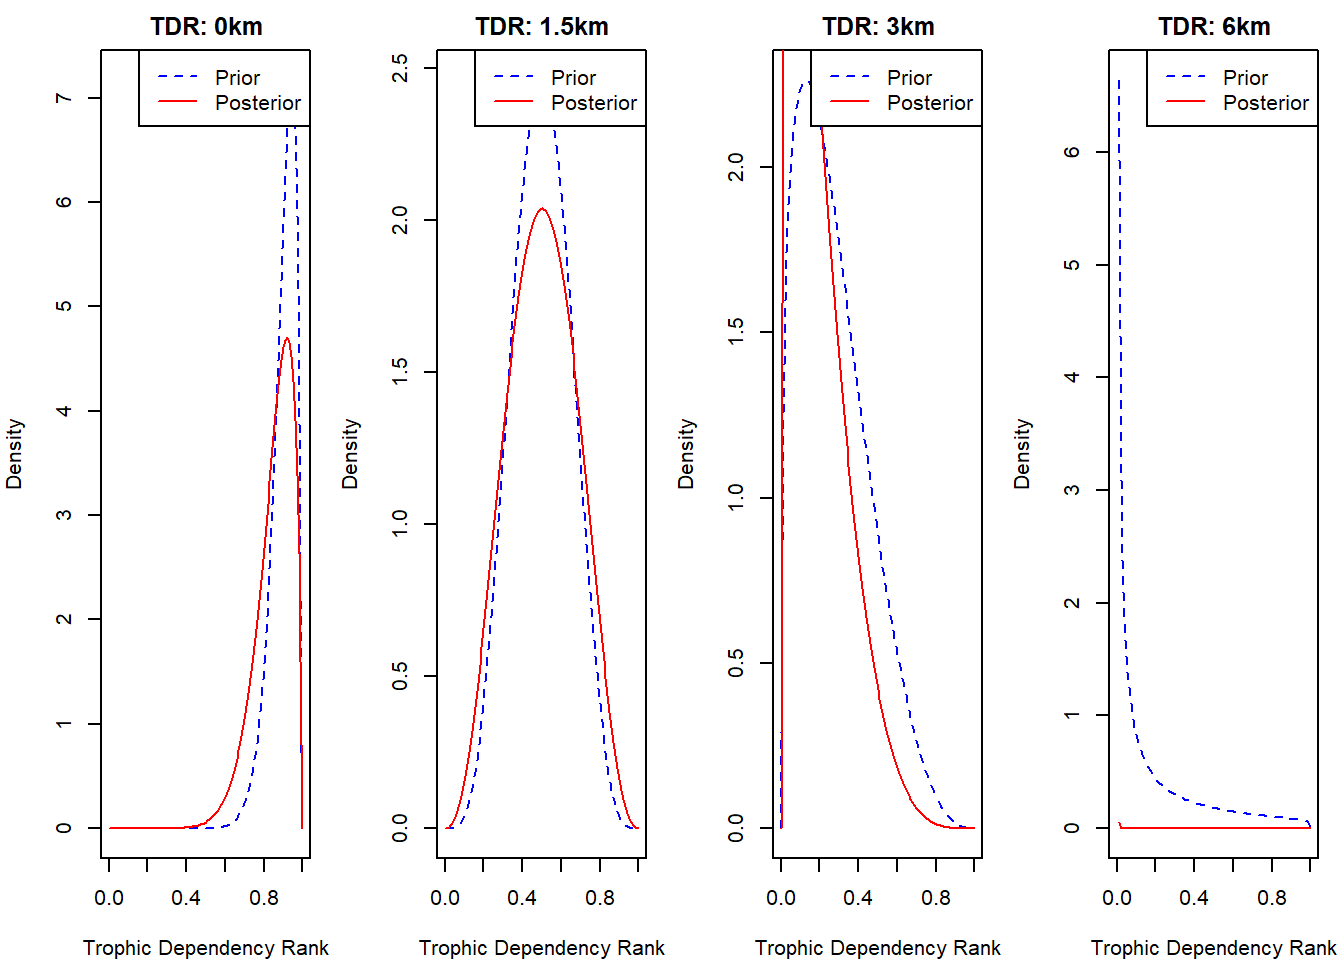 TDR: 0km
Prior
Posterior
7
6
5
4
3
2
1
0
Density
0.0 0.4 0.8
Trophic Dependency Rank
TDR: 1.5km
Prior
Posterior
2.5
2.0
1.5
1.0
0.5
0.0
Density
0.0 0.4 0.8
Trophic Dependency Rank
TDR: 3km
Prior
Posterior
2.0
1.5
1.0
0.5
0.0
Density
0.0 0.4 0.8
Trophic Dependency Rank
TDR: 6km
Prior
Posterior
6
5
4
3
2
1
0
Density
0.0 0.4 0.8
Trophic Dependency Rank